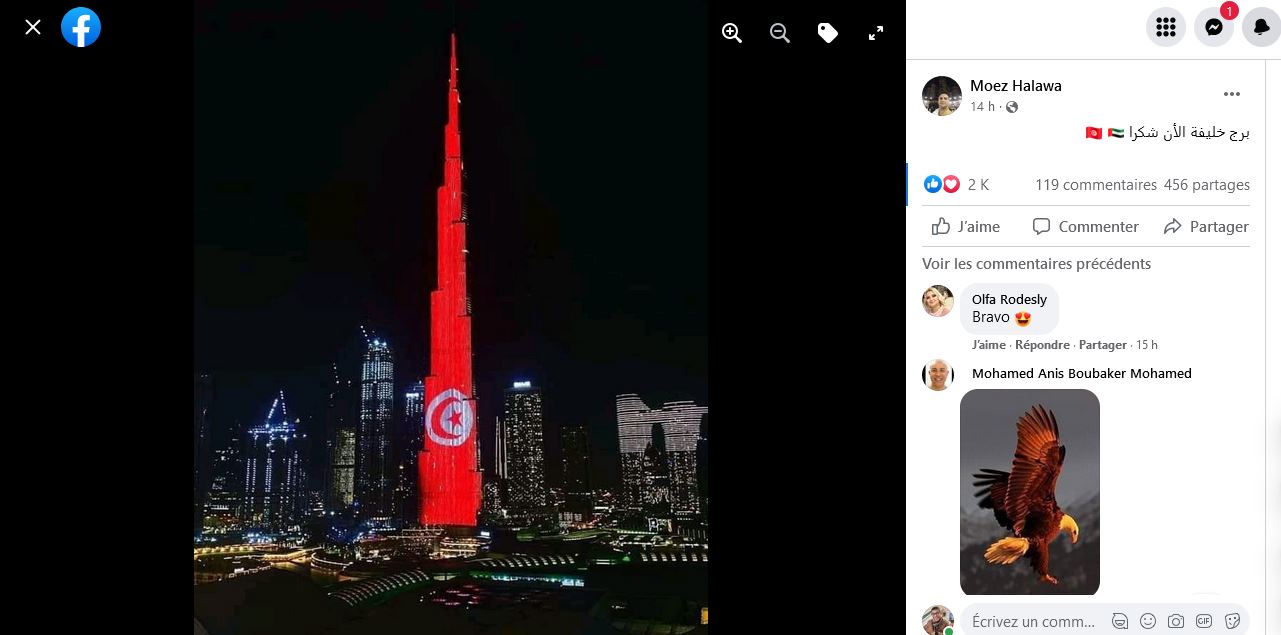 1
Moez Halawa
14 h ·
برج خليفة الأن شكرا 🇦🇪 🇹🇳
2 K
119 commentaires 456 partages
J'aime
Commenter
Partager
Voir les commentaires précédents
Olfa Rodesly
Bravo 😍
J'aime · Répondre · Partager · 15 h
Mohamed Anis Boubaker Mohamed
Écrivez un comm...
GIF